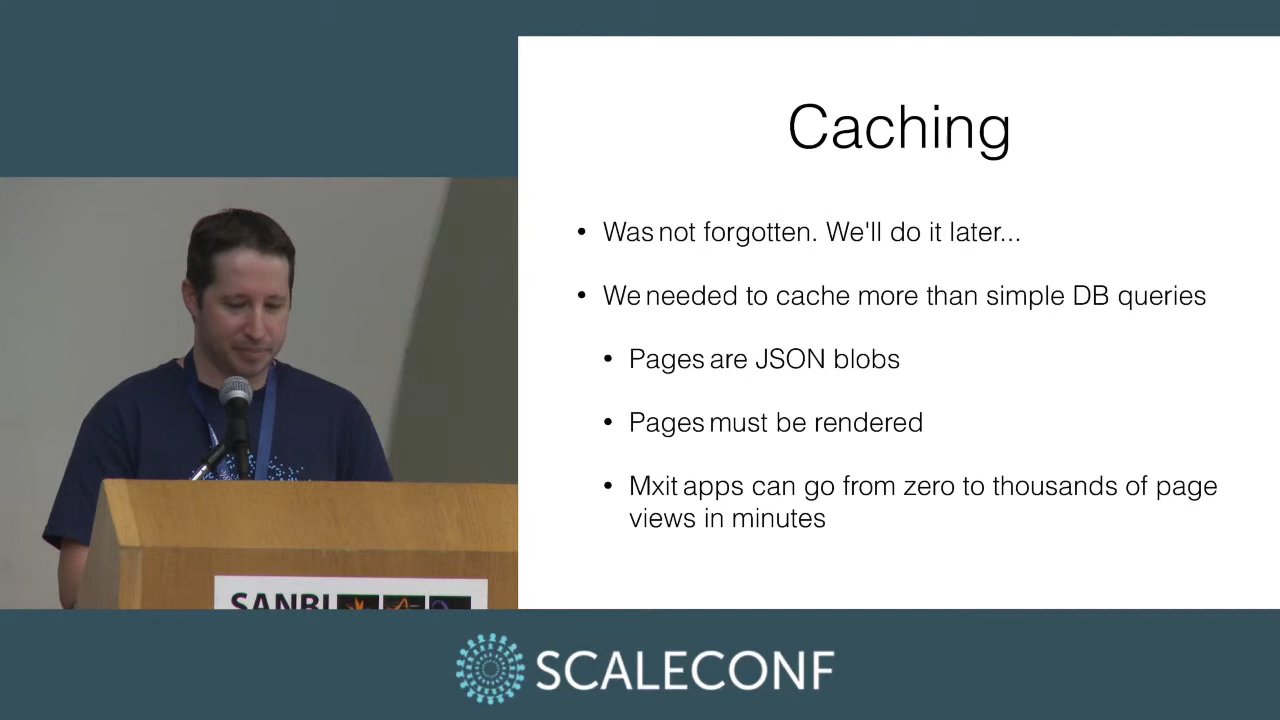 Caching
• Was not forgotten. We'll do it later...
• We needed to cache more than simple DB queries
• Pages are JSON blobs
• Pages must be rendered
• Mxit apps can go from zero to thousands of page
views in minutes
SANBI
SCALECONF